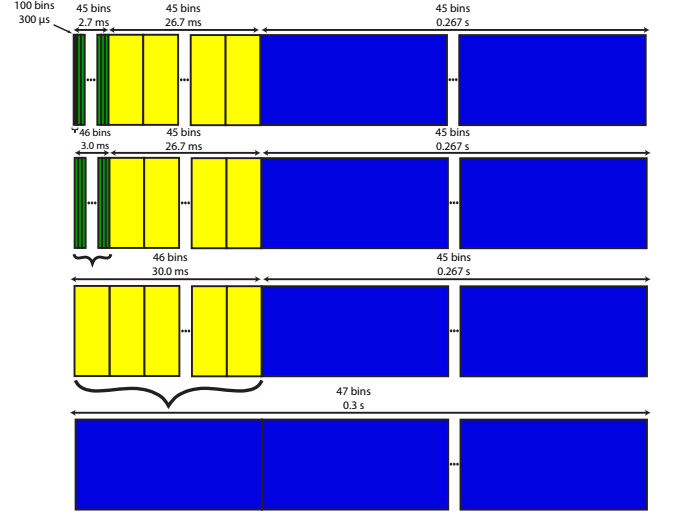 100 bins
300 µs
45 bins
2.7 ms
45 bins
26.7 ms
45 bins
0.267 s
46 bins
3.0 ms
45 bins
26.7 ms
45 bins
0.267 s
46 bins
30.0 ms
45 bins
0.267 s
47 bins
0.3 s